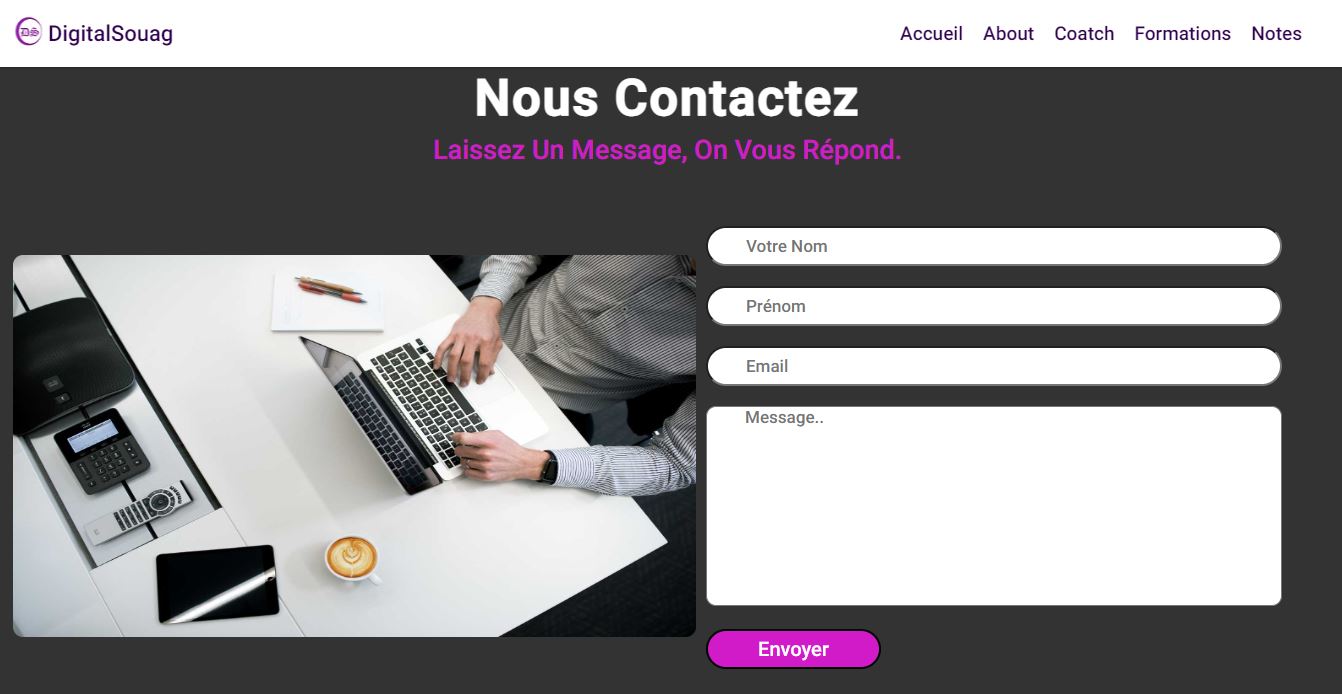 DS DigitalSouag
Accueil About Coatch Formations Notes
Nous Contactez
Laissez Un Message, On Vous Répond.
Votre Nom
Prénom
Email
Message..
Envoyer